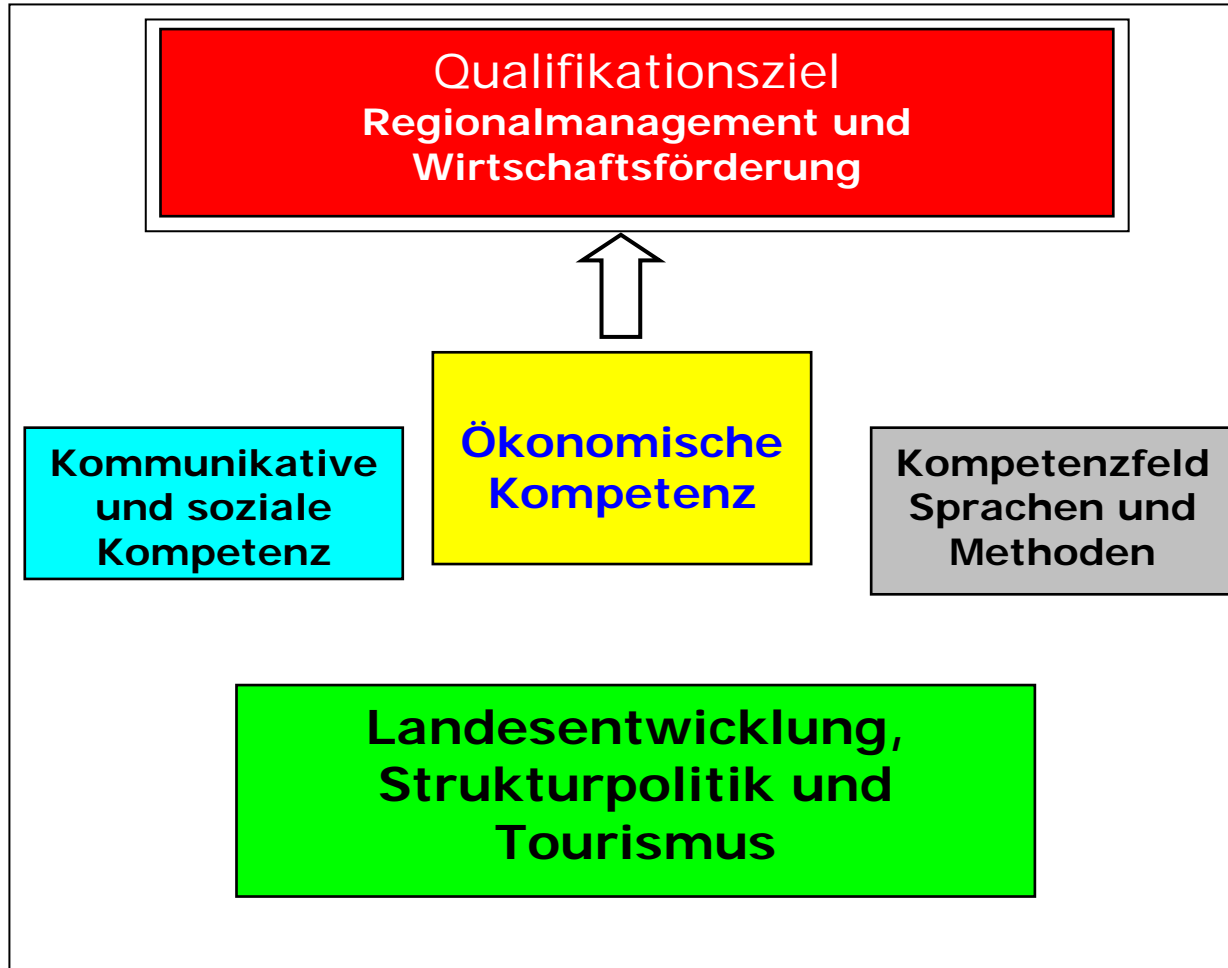 Qualifikationsziel
Regionalmanagement und
Wirtschaftsförderung
Kommunikative
und soziale
Kompetenz
Ökonomische
Kompetenz
Kompetenzfeld
Sprachen und
Methoden
Landesentwicklung,
Strukturpolitik und
Tourismus